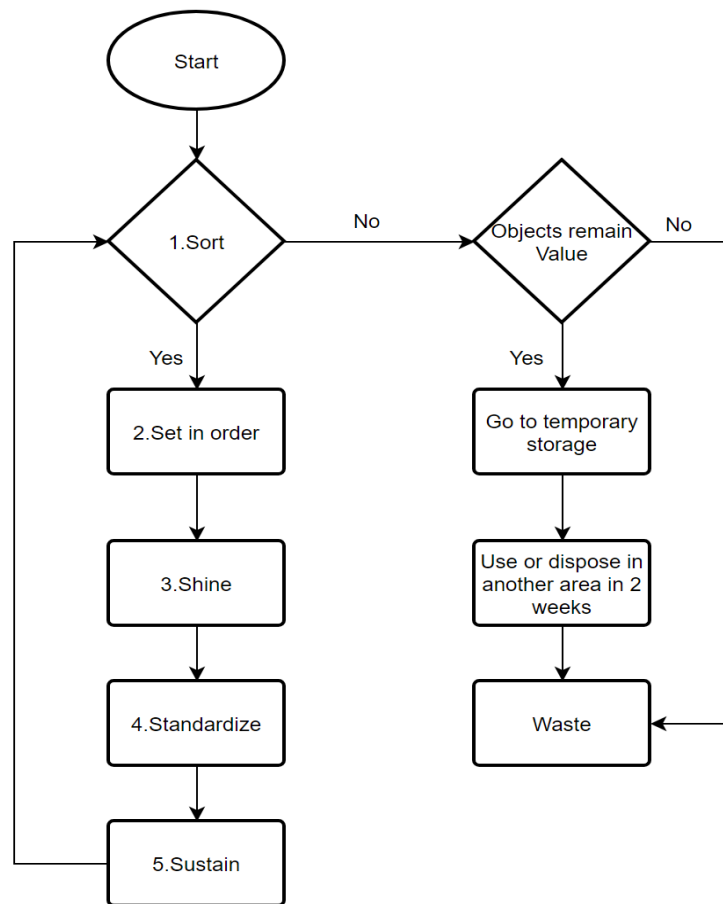 Start
1.Sort
No
Objects remain
Value
No
Yes
Yes
2.Set in order
Go to temporary
storage
3.Shine
Use or dispose in
another area in 2
weeks
4.Standardize
Waste
5.Sustain